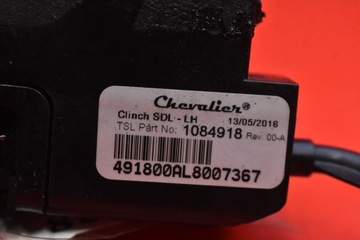 Chevalier®
Clinch SDL - LH 13/05/2016
TSL Part No: 1084918 Rev. 00-A
491800AL8007367